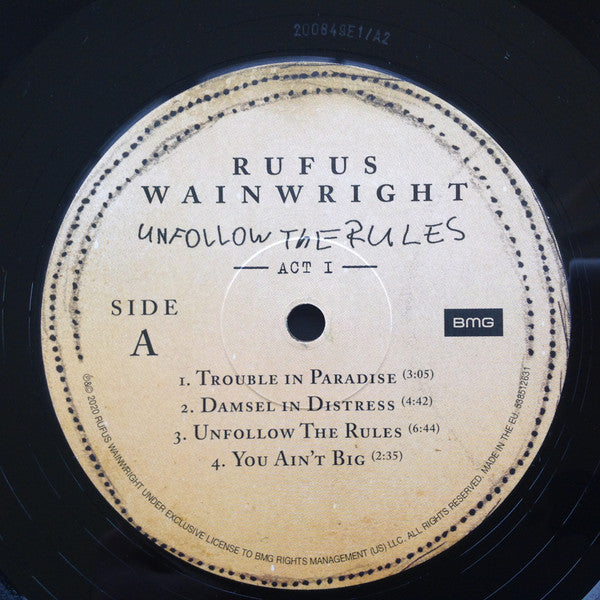 200849E1/A2
RUFUS
WAINWRIGHT
UNFOLLOW THE RULES
ACT I
SIDE
A
BMG
1. TROUBLE IN PARADISE (3:05)
2. DAMSEL IN DISTRESS (4:42)
3. UNFOLLOW THE RULES (6:44)
4. YOU AIN'T BIG (2:35)
℗&© 2020 RUFUS WAINWRIGHT UNDER EXCLUSIVE LICENSE TO BMG RIGHTS MANAGEMENT (US) LLC. ALL RIGHTS RESERVED. MADE IN THE EU. 538512631